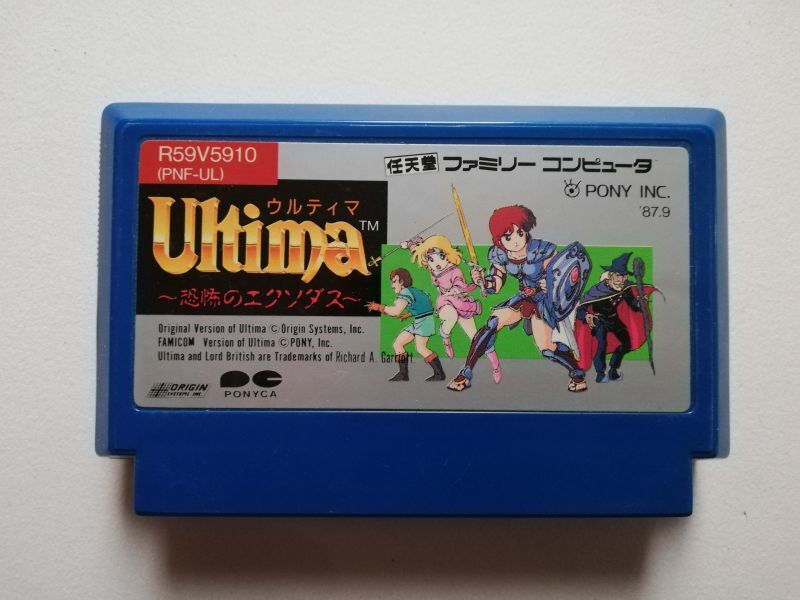 R59V5910
(PNF-UL)
任天堂 ファミリー コンピュータ
PONY INC.
'87.9
ウルティマ
Ultima™
～恐怖のエクソダス～
Original Version of Ultima © Origin Systems, Inc.
FAMICOM Version of Ultima © PONY, Inc.
Ultima and Lord British are Trademarks of Richard A. Garriott.
ORIGIN
SYSTEMS INC.
PONYCA